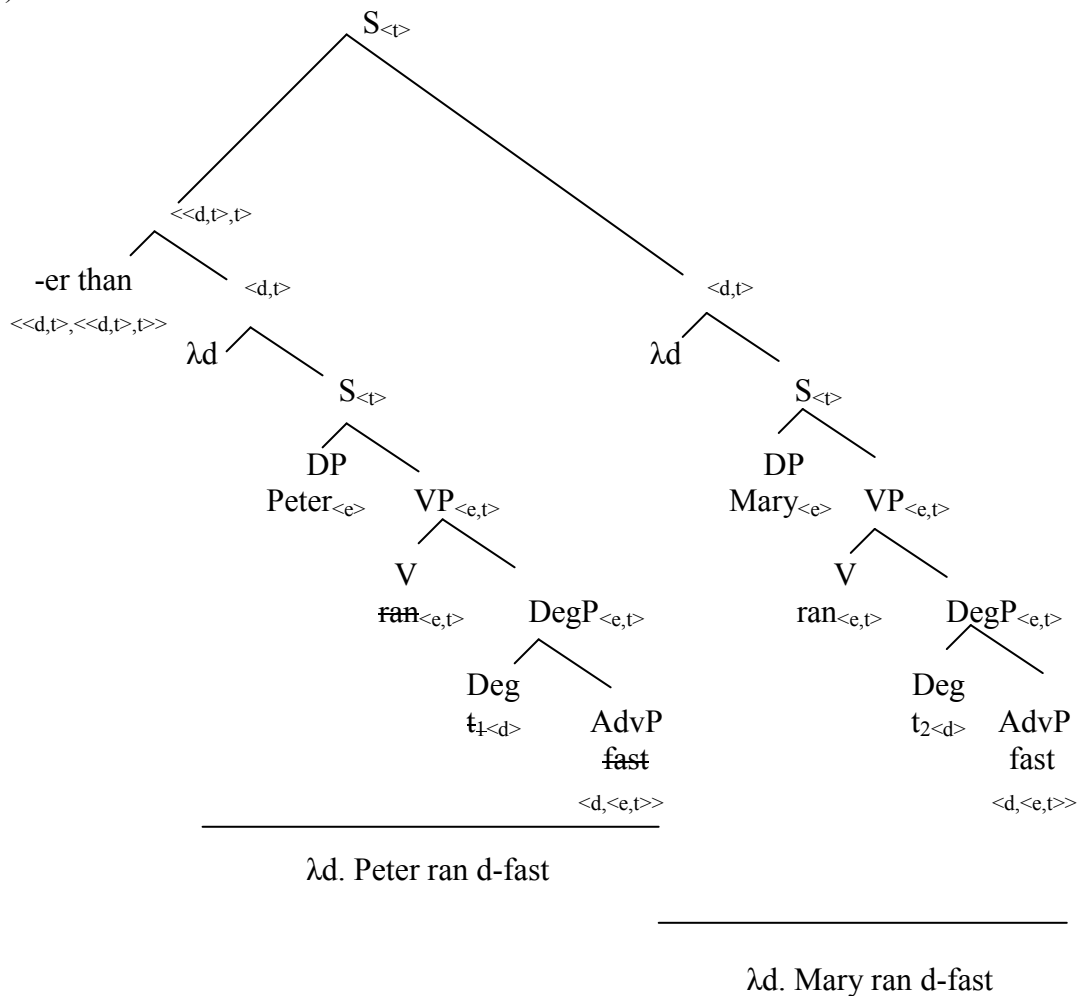 )
S<t>
<<d,t>,t>
-er than <d,t> <d,t>
<<d,t>,<<d,t>,t>>
λd λd
S<t> S<t>
DP DP
Peter<e> VP<e,t> Mary<e> VP<e,t>
V V
ran<e,t> DegP<e,t> ran<e,t> DegP<e,t>
Deg Deg
t1<d> AdvP t2<d> AdvP
fast fast
<d,<e,t>> <d,<e,t>>
λd. Peter ran d-fast
λd. Mary ran d-fast